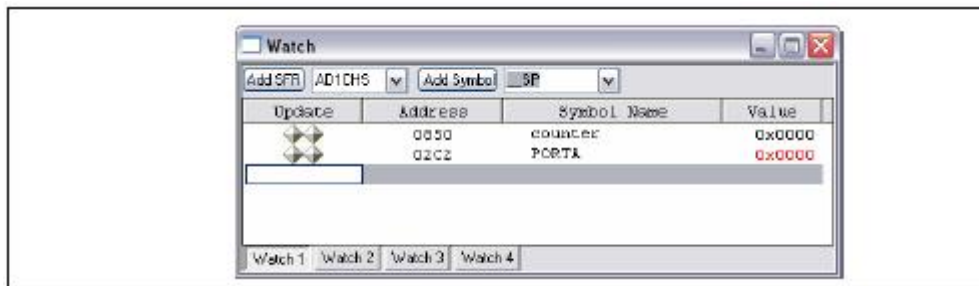 Watch
Add SFR AD1CHS Add Symbol __SP
Update Address Symbol Name Value
0850 counter 0x0000
02C2 PORTA 0x0000
Watch 1 Watch 2 Watch 3 Watch 4